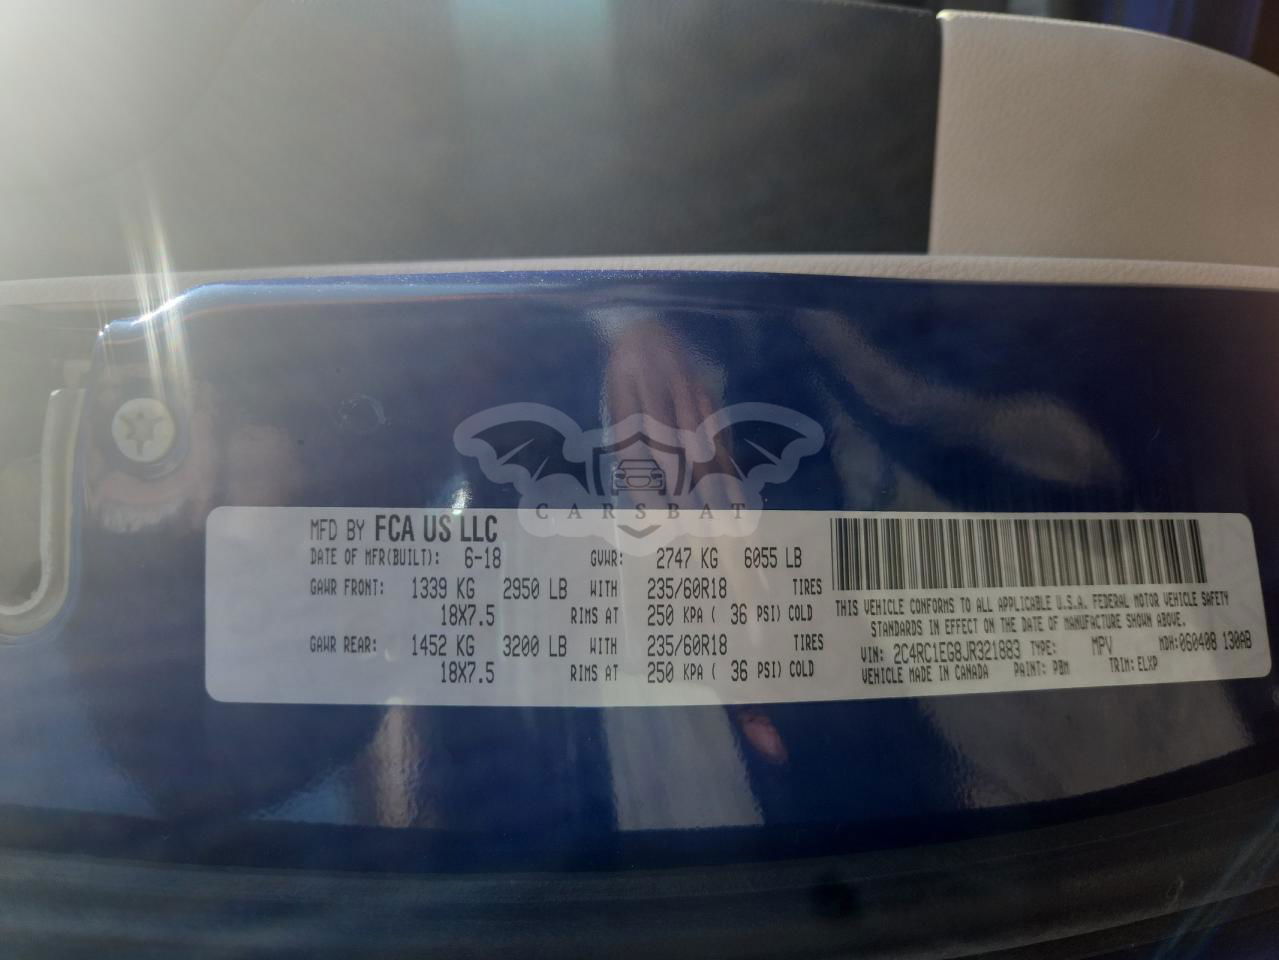 CARSBAT
MFD BY FCA US LLC
DATE OF MFR(BUILT): 6-18 GVWR: 2747 KG 6055 LB
GAWR FRONT: 1339 KG 2950 LB WITH 235/60R18 TIRES
18X7.5 RIMS AT 250 KPA ( 36 PSI) COLD
GAWR REAR: 1452 KG 3200 LB WITH 235/60R18 TIRES
18X7.5 RIMS AT 250 KPA ( 36 PSI) COLD
THIS VEHICLE CONFORMS TO ALL APPLICABLE U.S.A. FEDERAL MOTOR VEHICLE SAFETY
STANDARDS IN EFFECT ON THE DATE OF MANUFACTURE SHOWN ABOVE.
VIN: 2C4RC1EG8JR321883 TYPE: MPV MDH:060408 130AB
VEHICLE MADE IN CANADA PAINT: PBM TRIM: ELXP